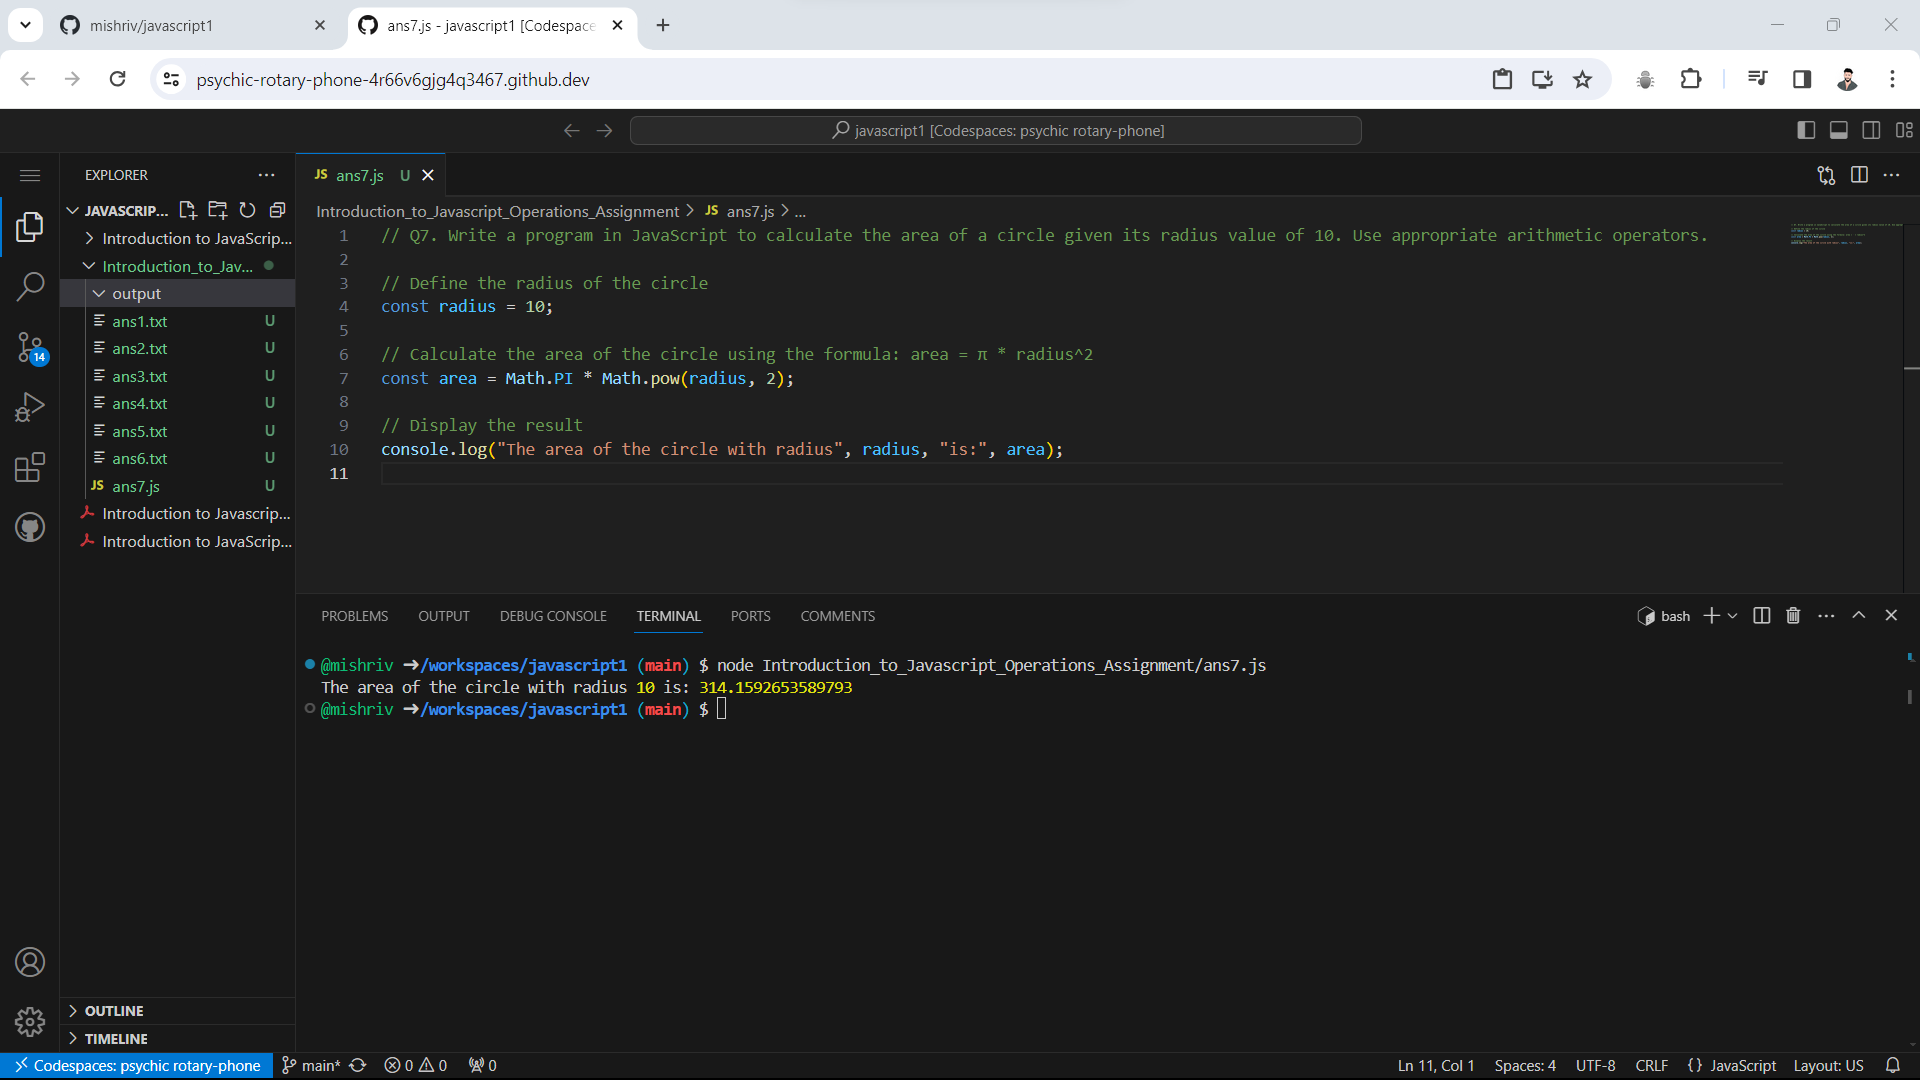 mishriv/javascript1
ans7.js - javascript1 [Codespace
psychic-rotary-phone-4r66v6gjg4q3467.github.dev
javascript1 [Codespaces: psychic rotary-phone]
EXPLORER
JS ans7.js U
JAVASCRIP...
Introduction_to_Javascript_Operations_Assignment > JS ans7.js > ...
Introduction to JavaScrip...
Introduction_to_Jav...
output
ans1.txt U
ans2.txt U
ans3.txt U
ans4.txt U
ans5.txt U
ans6.txt U
JS ans7.js U
Introduction to Javascrip...
Introduction to JavaScrip...
14
1 // Q7. Write a program in JavaScript to calculate the area of a circle given its radius value of 10. Use appropriate arithmetic operators.
2
3 // Define the radius of the circle
4 const radius = 10;
5
6 // Calculate the area of the circle using the formula: area = π * radius^2
7 const area = Math.PI * Math.pow(radius, 2);
8
9 // Display the result
10 console.log("The area of the circle with radius", radius, "is:", area);
11
PROBLEMS OUTPUT DEBUG CONSOLE TERMINAL PORTS COMMENTS
bash
@mishriv ➜/workspaces/javascript1 (main) $ node Introduction_to_Javascript_Operations_Assignment/ans7.js
The area of the circle with radius 10 is: 314.1592653589793
@mishriv ➜/workspaces/javascript1 (main) $
OUTLINE
TIMELINE
Codespaces: psychic rotary-phone main* 0 0 0
Ln 11, Col 1 Spaces: 4 UTF-8 CRLF {} JavaScript Layout: US